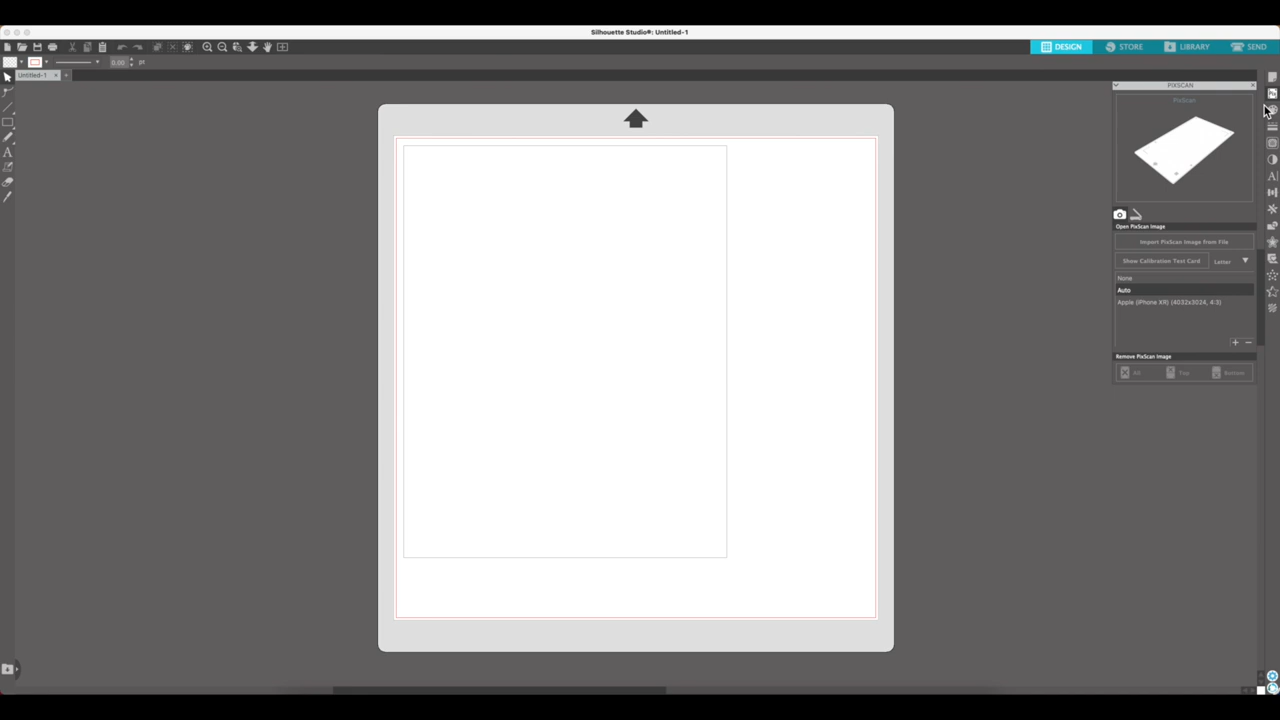 Silhouette Studio®: Untitled-1
DESIGN
STORE
LIBRARY
SEND
0.00
pt
Untitled-1
PIXSCAN
PixScan
Open PixScan Image
Import PixScan Image from File
Show Calibration Test Card
Letter
None
Auto
Apple (iPhone XR) (4032x3024, 4:3)
Remove PixScan Image
All
Top
Bottom